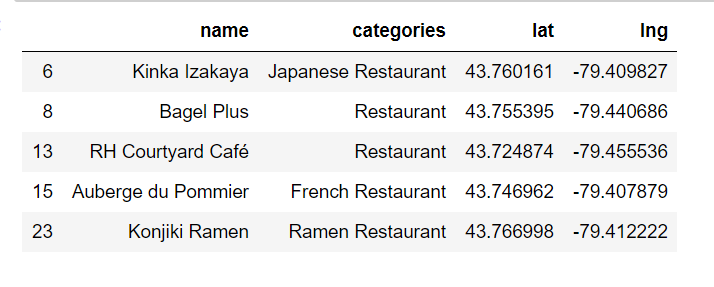 name categories lat lng
6 Kinka Izakaya Japanese Restaurant 43.760161 -79.409827
8 Bagel Plus Restaurant 43.755395 -79.440686
13 RH Courtyard Café Restaurant 43.724874 -79.455536
15 Auberge du Pommier French Restaurant 43.746962 -79.407879
23 Konjiki Ramen Ramen Restaurant 43.766998 -79.412222